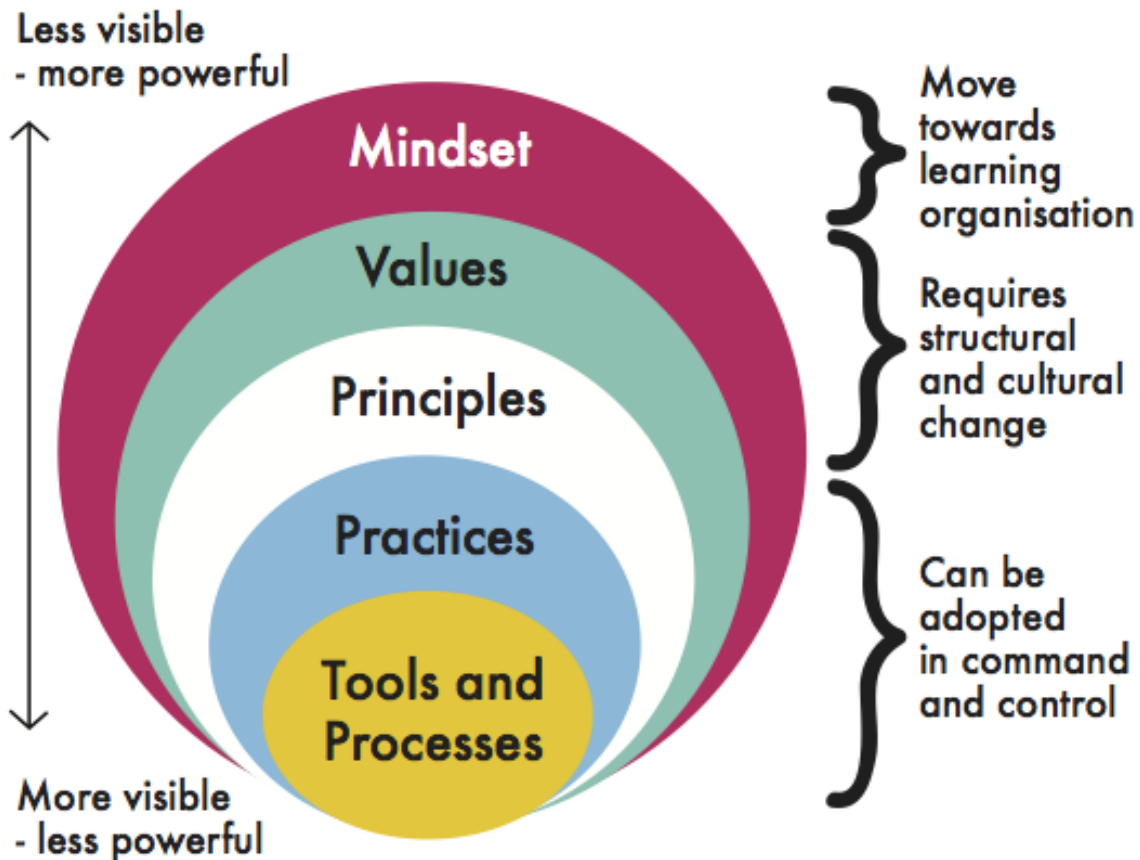 Less visible
- more powerful
Mindset
Values
Principles
Practices
Tools and
Processes
More visible
- less powerful
Move
towards
learning
organisation
Requires
structural
and cultural
change
Can be
adopted
in command
and control